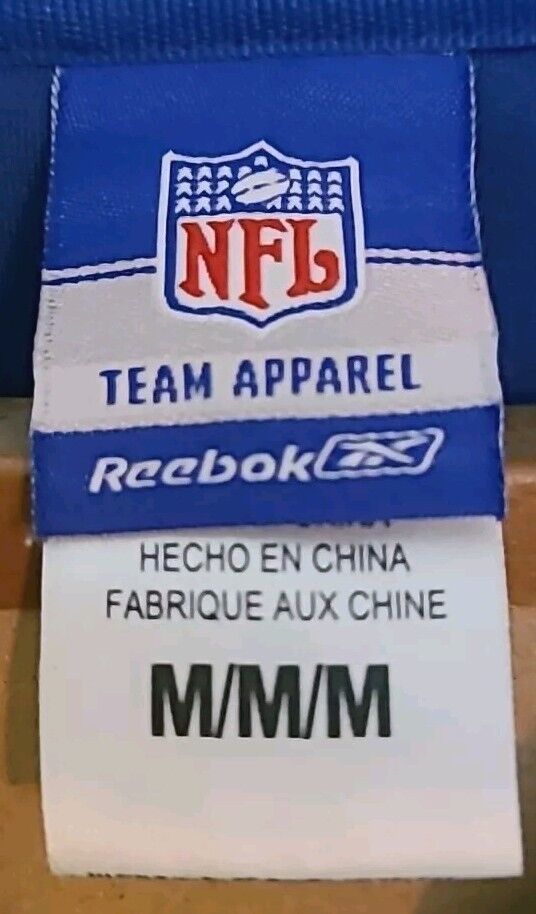 NFL
TEAM APPAREL
Reebok
HECHO EN CHINA
FABRIQUE AUX CHINE
M/M/M